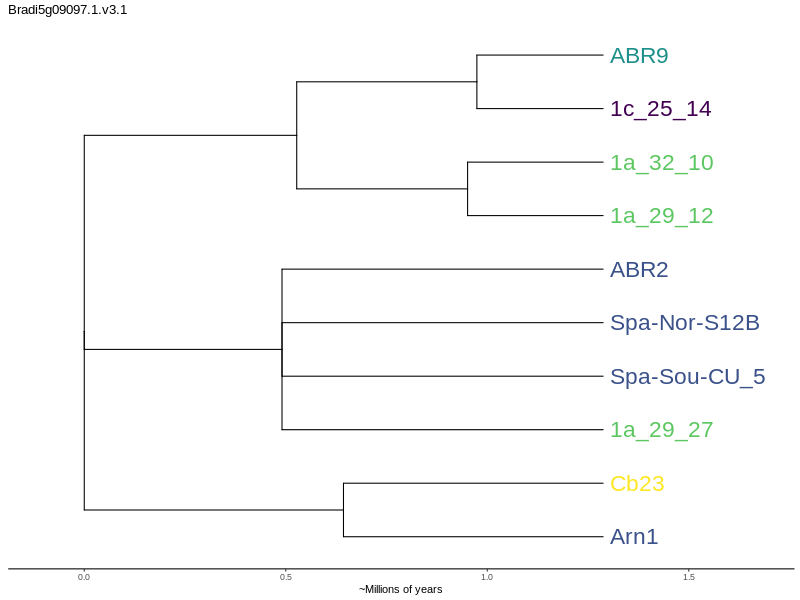 Bradi5g09097.1.v3.1
ABR9
1c_25_14
1a_32_10
1a_29_12
ABR2
Spa-Nor-S12B
Spa-Sou-CU_5
1a_29_27
Cb23
Arn1
0.0 0.5 1.0 1.5
~Millions of years